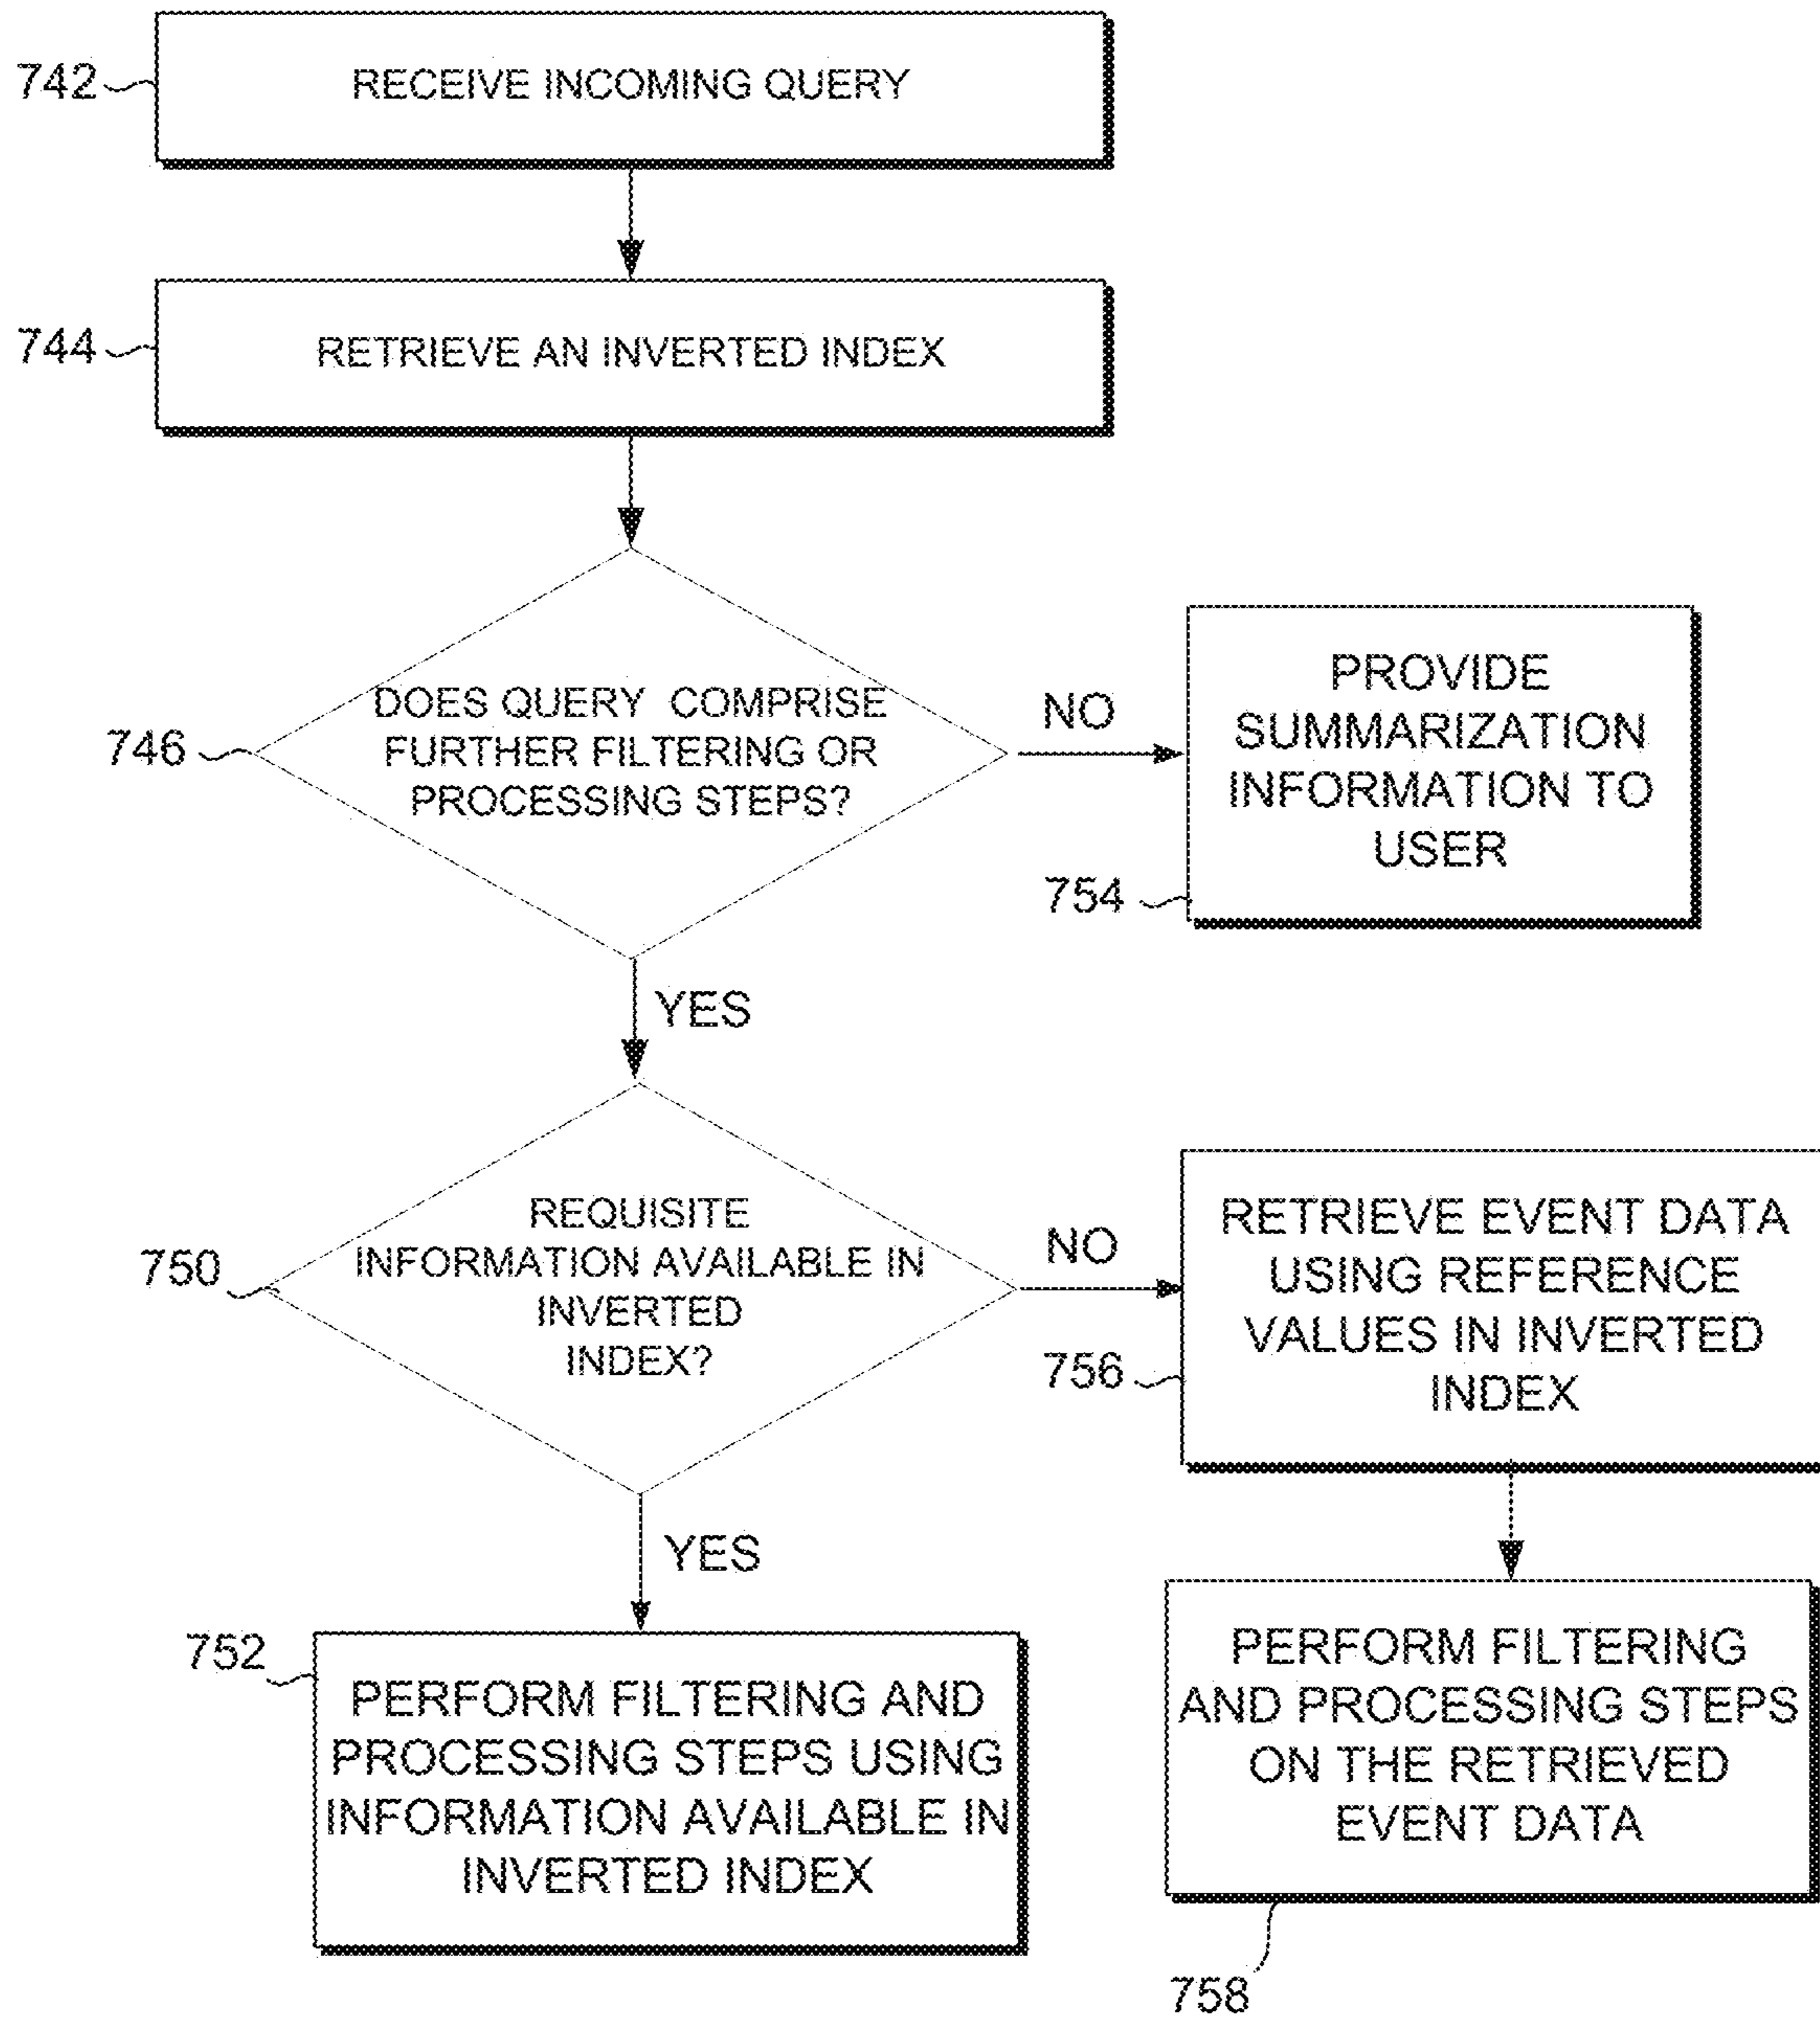 742
RECEIVE INCOMING QUERY
744
RETRIEVE AN INVERTED INDEX
746
DOES QUERY COMPRISE
FURTHER FILTERING OR
PROCESSING STEPS?
NO
PROVIDE
SUMMARIZATION
INFORMATION TO
USER
754
YES
750
REQUISITE
INFORMATION AVAILABLE IN
INVERTED
INDEX?
NO
RETRIEVE EVENT DATA
USING REFERENCE
VALUES IN INVERTED
INDEX
756
YES
752
PERFORM FILTERING AND
PROCESSING STEPS USING
INFORMATION AVAILABLE IN
INVERTED INDEX
PERFORM FILTERING
AND PROCESSING STEPS
ON THE RETRIEVED
EVENT DATA
758